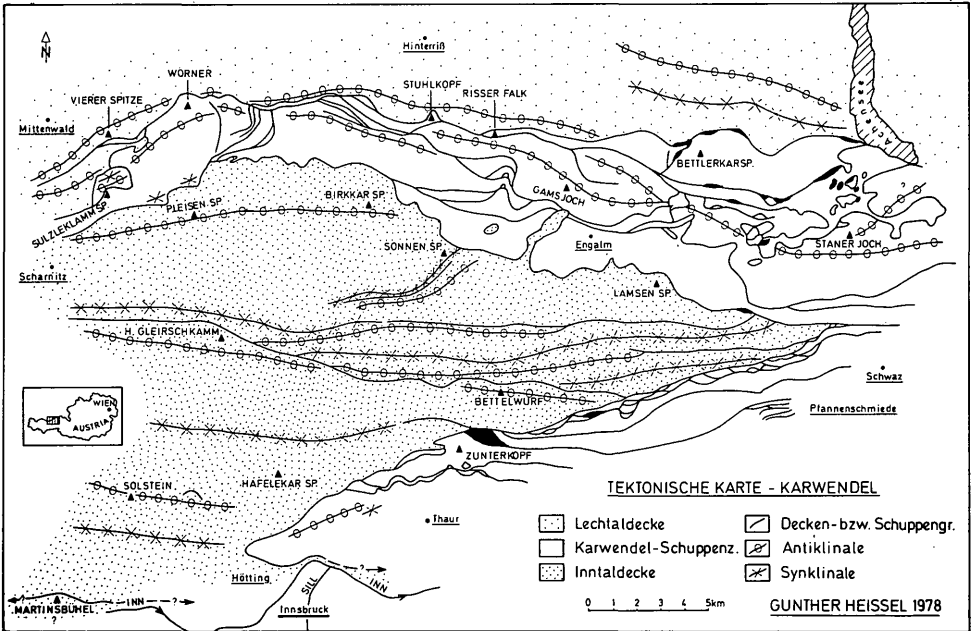 N
Hinterriß
WÖRNER
STUHLKOPF
RISSER FALK
VIERER SPITZE
Mittenwald
Achensee
BETTLERKARSP.
SULZLEKLAMM SP.
PLEISEN SP.
BIRKKAR SP.
GAMSJOCH
SONNEN SP.
Engalm
STANER JOCH
?
Scharnitz
LAMSEN SP.
H. GLEIRSCHKAMM
Schwaz
WIEN
AUSTRIA
BETTELWURF
Pfannenschmiede
ZUNTERKOPF
SOLSTEIN
HAFELEKAR SP.
Thaur
TEKTONISCHE KARTE - KARWENDEL
Lechtaldecke
Decken- bzw. Schuppengr.
Karwendel-Schuppenz.
Antiklinale
Inntaldecke
Synklinale
Hötting
SILL
?
INN
? INN ?
MARTINSBÜHEL
?
Innsbruck
0 1 2 3 4 5km
GUNTHER HEISSEL 1978